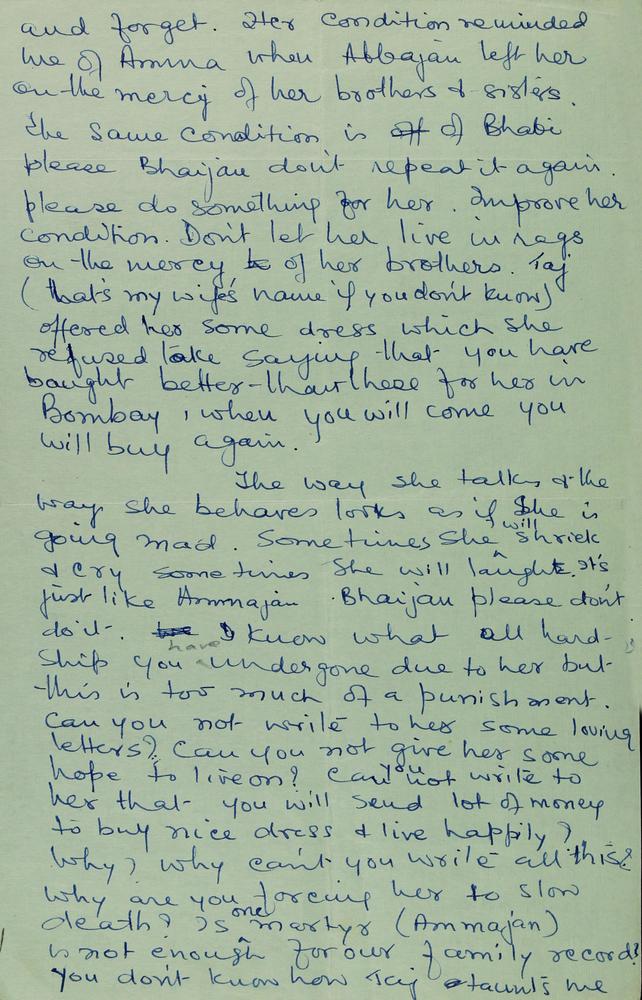 and forget. Her condition reminded
me of Amma when Abbajan left her
on the mercy of her brothers & sisters.
The same condition is off of Bhabi
please Bhaijan don't repeat it again.
please do something for her. Improve her
condition. Don't let her live in rags
on the mercy to of her brothers. Taj
(that's my wife's name if you don't know)
offered her some dress which she
refused take saying that you have
bought better than these for her in
Bombay, when you will come you
will buy again.
The way she talks & the
way she behaves looks as if she is
going mad. Sometimes she will shriek
& cry sometimes she will laugh. It's
just like Ammajan. Bhaijan please don't
do it. I know what all hard-
ship you have undergone due to her but
this is too much of a punishment.
Can you not write to her some loving
letters? Can you not give her some
hope to live on? Can you not write to
her that you will send lot of money
to buy nice dress & live happily?
Why, why can't you write all this?
Why are you forcing her to slow
death? Is one martyr (Ammajan)
is not enough for our family record?
You don't know how Taj taunts me